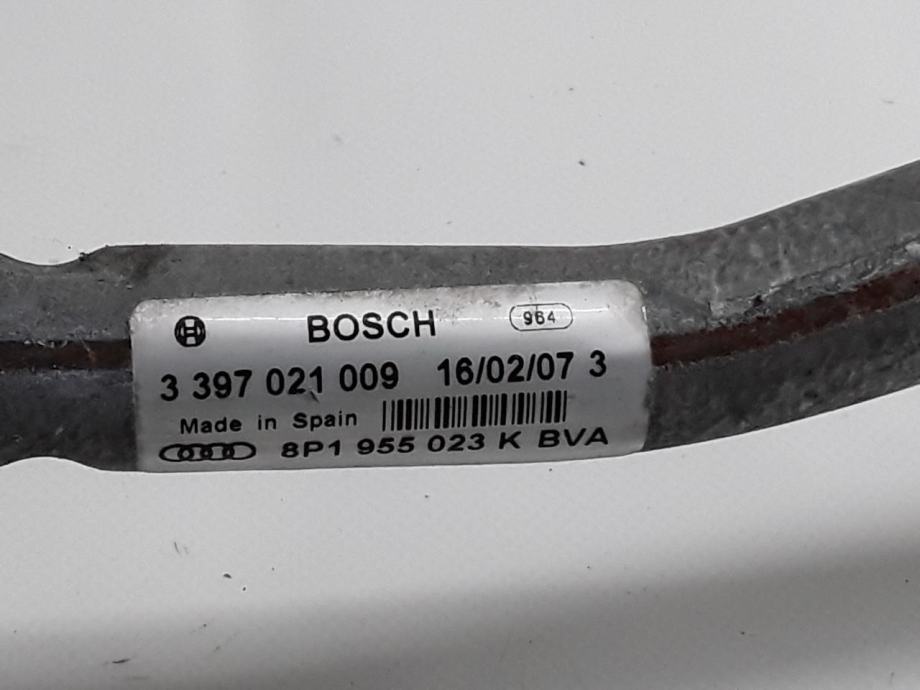 BOSCH 964
3 397 021 009 16/02/07 3
Made in Spain
8P1 955 023 K BVA